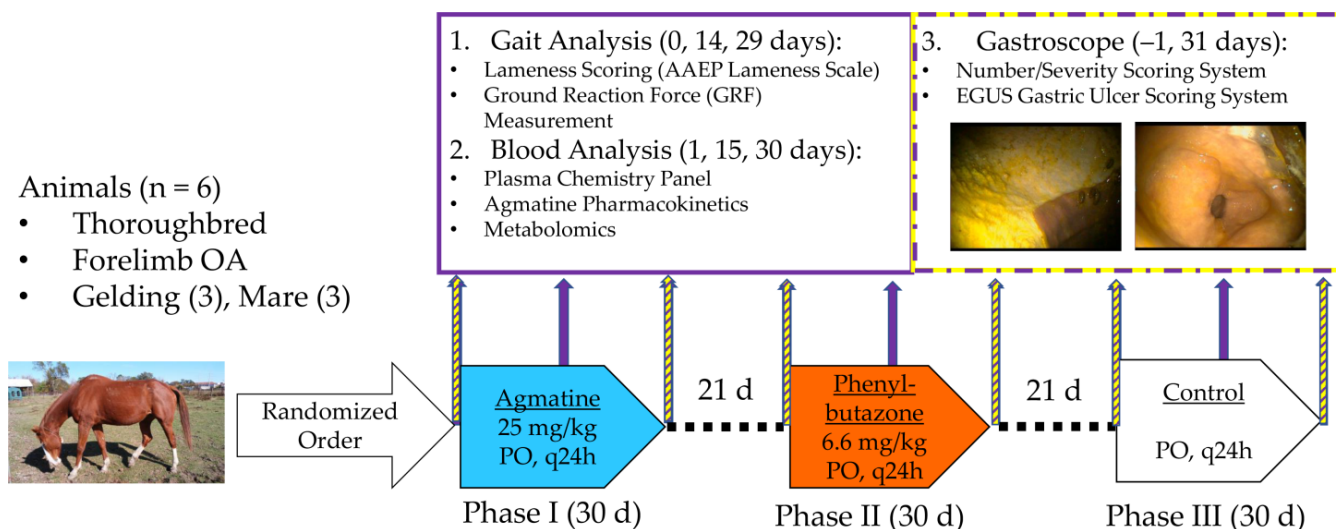 1. Gait Analysis (0, 14, 29 days):
• Lameness Scoring (AAEP Lameness Scale)
• Ground Reaction Force (GRF)
Measurement
2. Blood Analysis (1, 15, 30 days):
• Plasma Chemistry Panel
• Agmatine Pharmacokinetics
• Metabolomics
3. Gastroscope (–1, 31 days):
• Number/Severity Scoring System
• EGUS Gastric Ulcer Scoring System
Animals (n = 6)
• Thoroughbred
• Forelimb OA
• Gelding (3), Mare (3)
Randomized
Order
Agmatine
25 mg/kg
PO, q24h
Phase I (30 d)
21 d
Phenyl-
butazone
6.6 mg/kg
PO, q24h
Phase II (30 d)
21 d
Control
PO, q24h
Phase III (30 d)